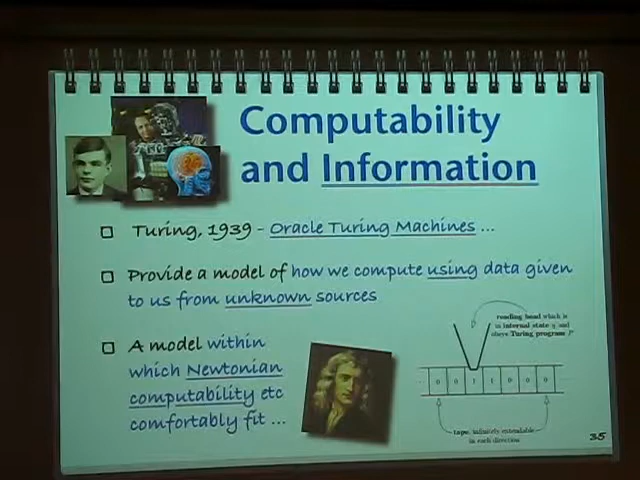 Computability
and Information
Turing, 1939 - Oracle Turing Machines ...
Provide a model of how we compute using data given
to us from unknown sources
A model within
which Newtonian
computability etc
comfortably fit ...
reading head which is
in internal state q and
obeys Turing program P
0 0 1 1 0 0 0 0
tape, infinitely extendable
in each direction
35